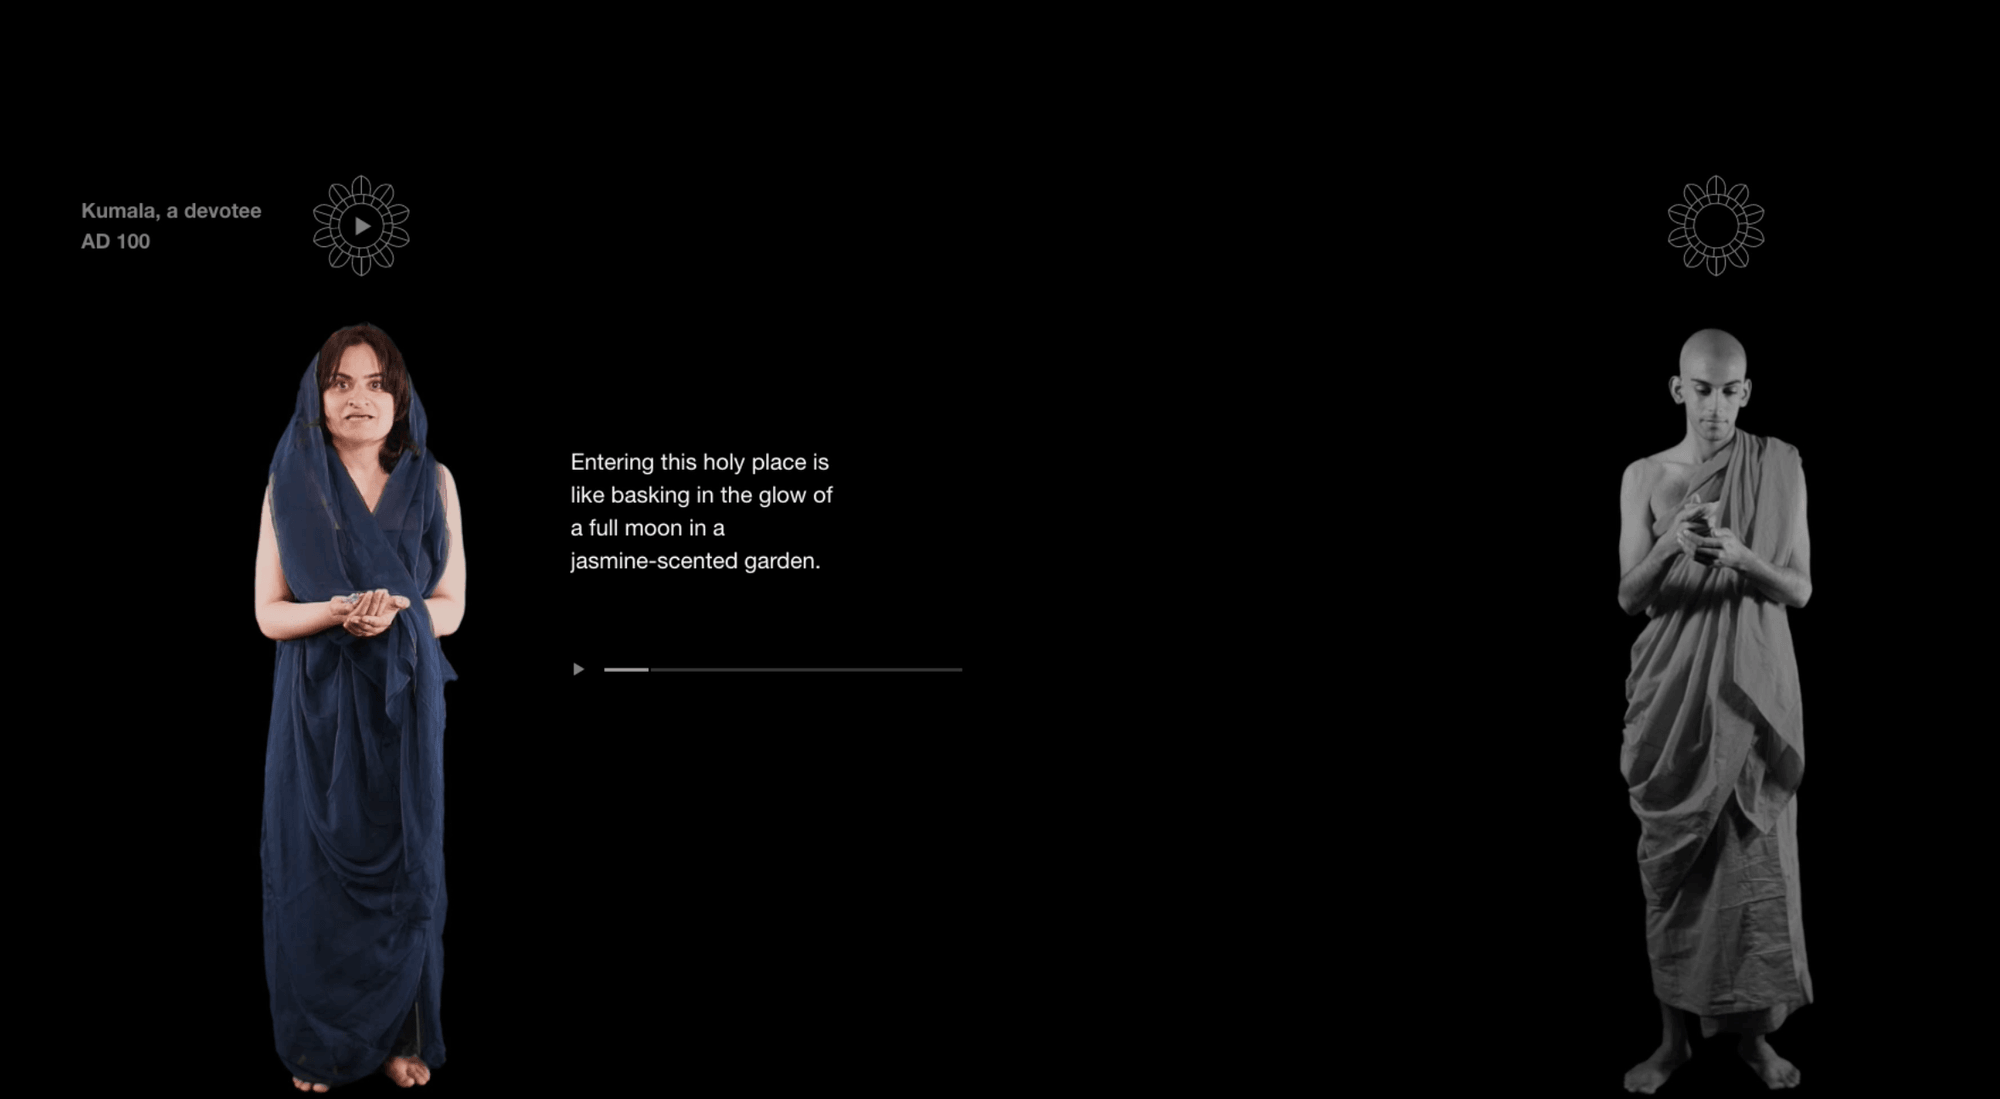 Kumala, a devotee
AD 100
Entering this holy place is
like basking in the glow of
a full moon in a
jasmine-scented garden.